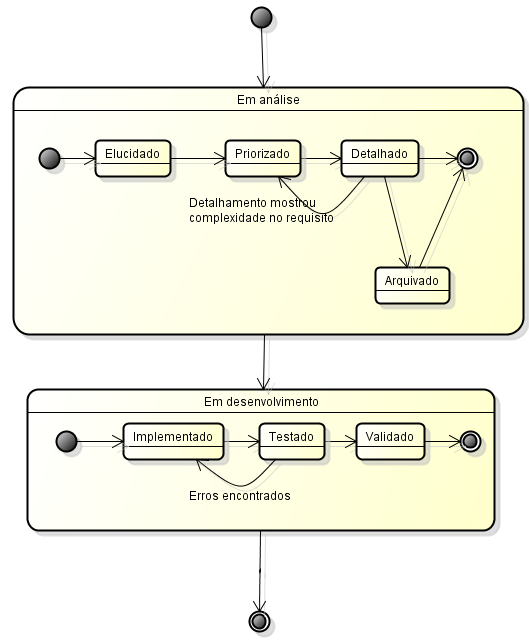 Em análise
Elucidado
Priorizado
Detalhado
Detalhamento mostrou
complexidade no requisito
Arquivado
Em desenvolvimento
Implementado
Testado
Validado
Erros encontrados